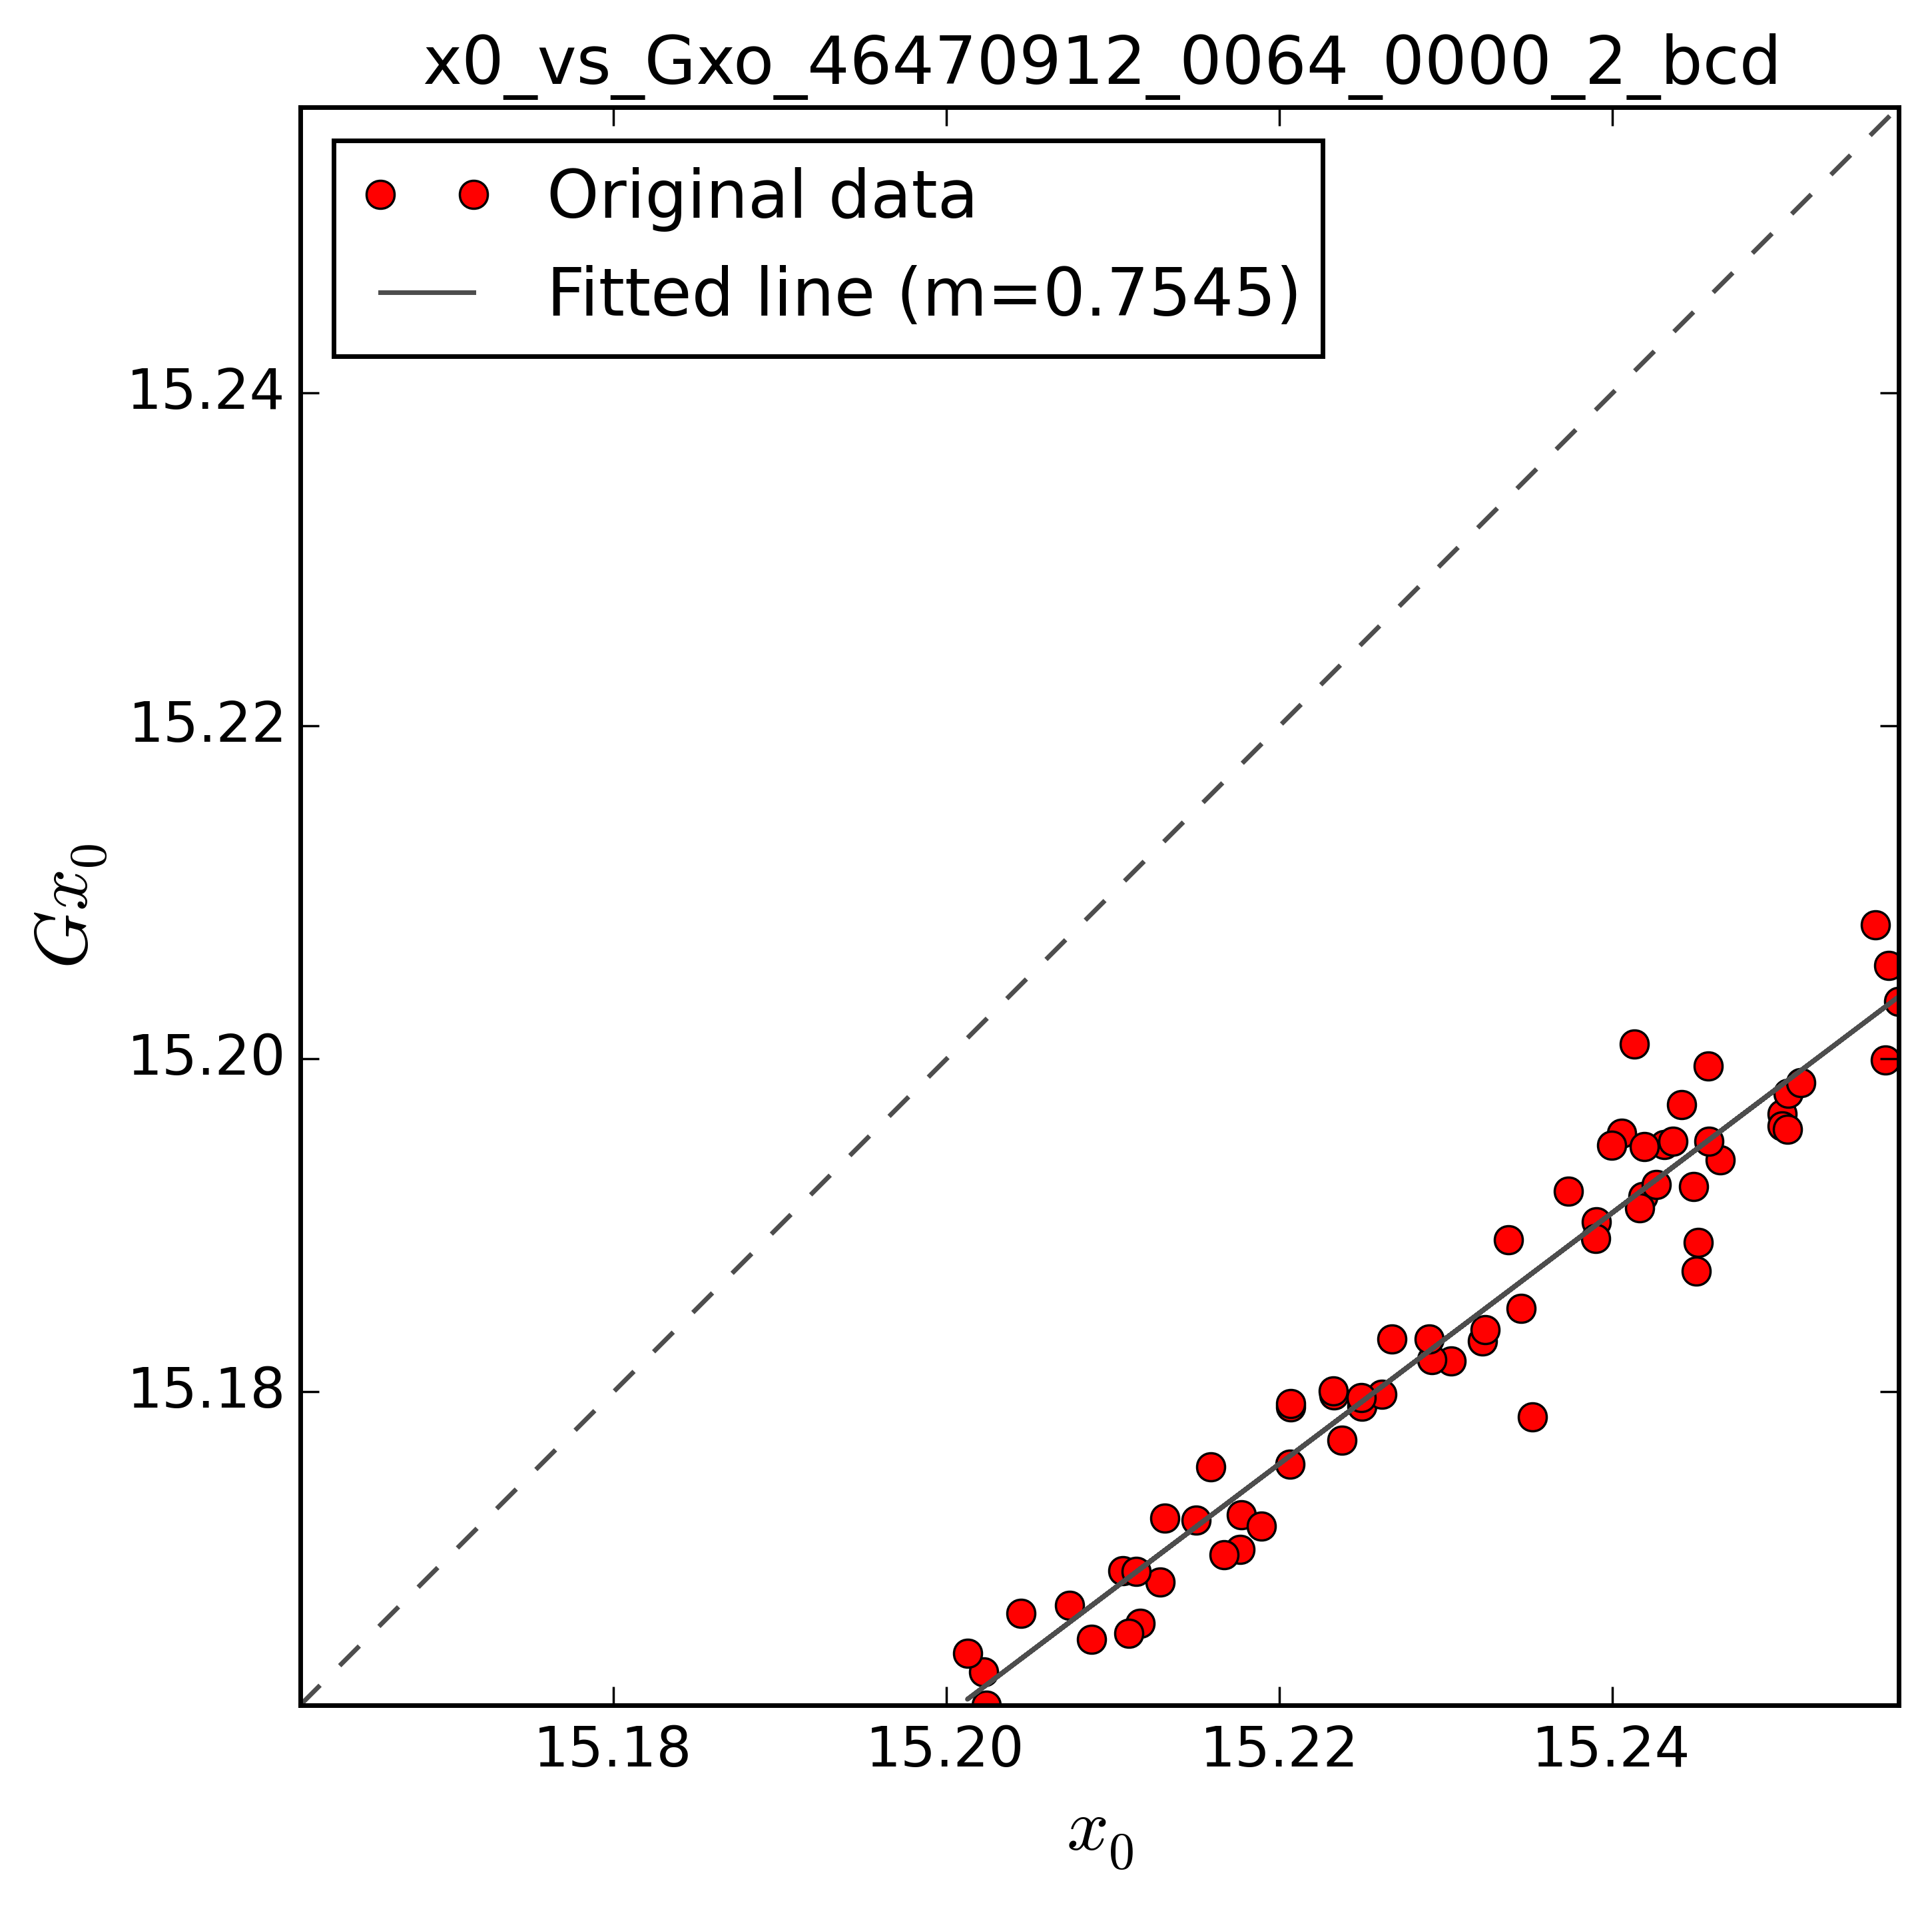 x0_vs_Gxo_46470912_0064_0000_2_bcd
Original data
Fitted line (m=0.7545)
15.24
15.22
15.20
15.18
Gx₀
15.18 15.20 15.22 15.24
x₀